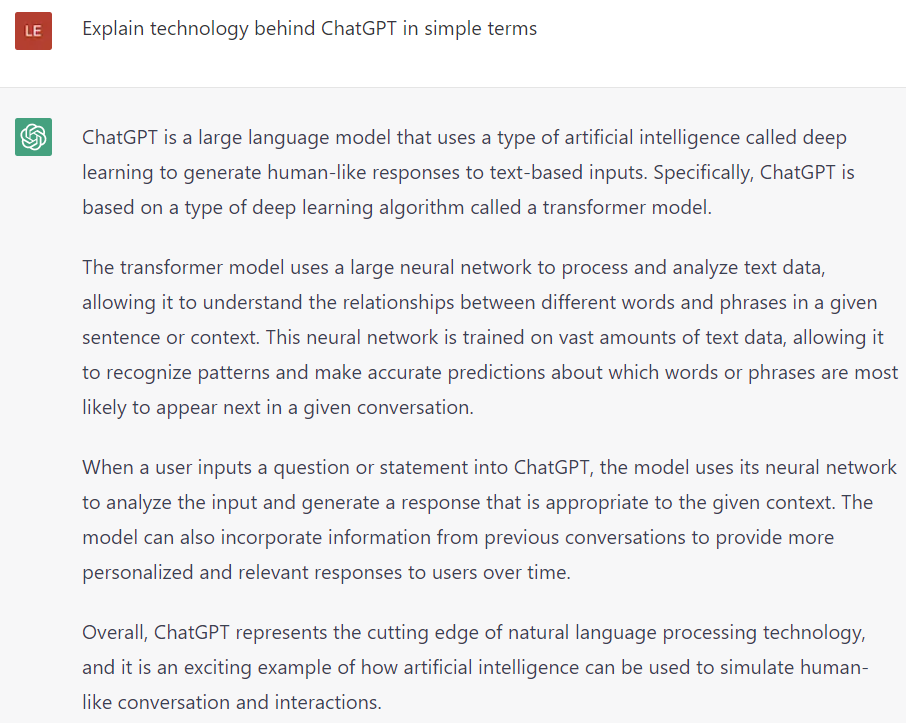 LE
Explain technology behind ChatGPT in simple terms
ChatGPT is a large language model that uses a type of artificial intelligence called deep
learning to generate human-like responses to text-based inputs. Specifically, ChatGPT is
based on a type of deep learning algorithm called a transformer model.
The transformer model uses a large neural network to process and analyze text data,
allowing it to understand the relationships between different words and phrases in a given
sentence or context. This neural network is trained on vast amounts of text data, allowing it
to recognize patterns and make accurate predictions about which words or phrases are most
likely to appear next in a given conversation.
When a user inputs a question or statement into ChatGPT, the model uses its neural network
to analyze the input and generate a response that is appropriate to the given context. The
model can also incorporate information from previous conversations to provide more
personalized and relevant responses to users over time.
Overall, ChatGPT represents the cutting edge of natural language processing technology,
and it is an exciting example of how artificial intelligence can be used to simulate human-
like conversation and interactions.